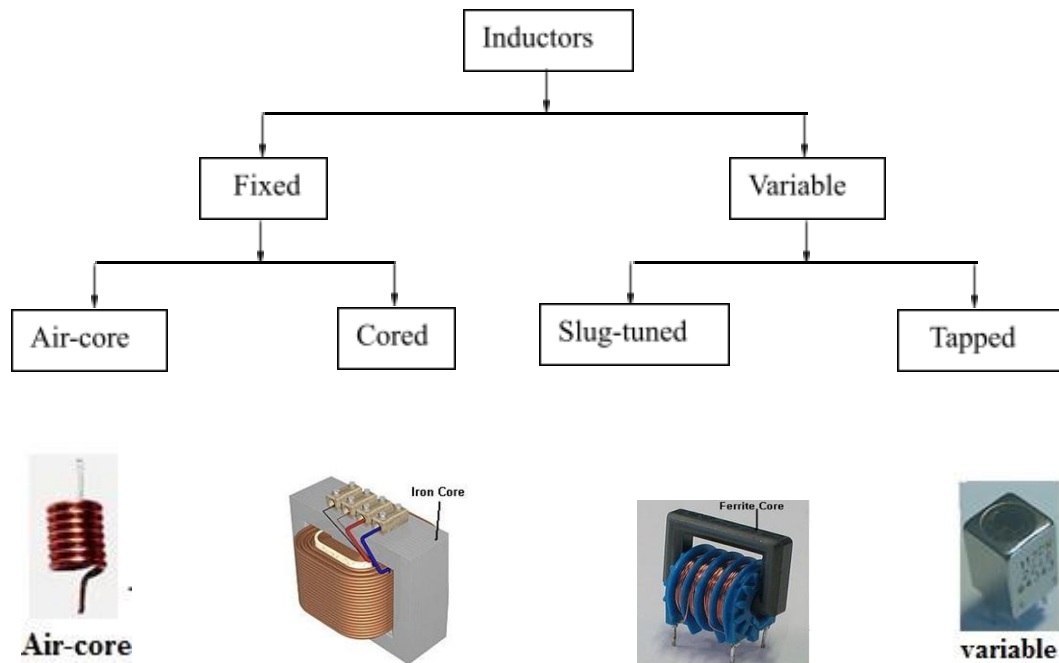 Inductors
Fixed
Variable
Air-core
Cored
Slug-tuned
Tapped
Iron Core
Ferrite Core
Air-core
variable